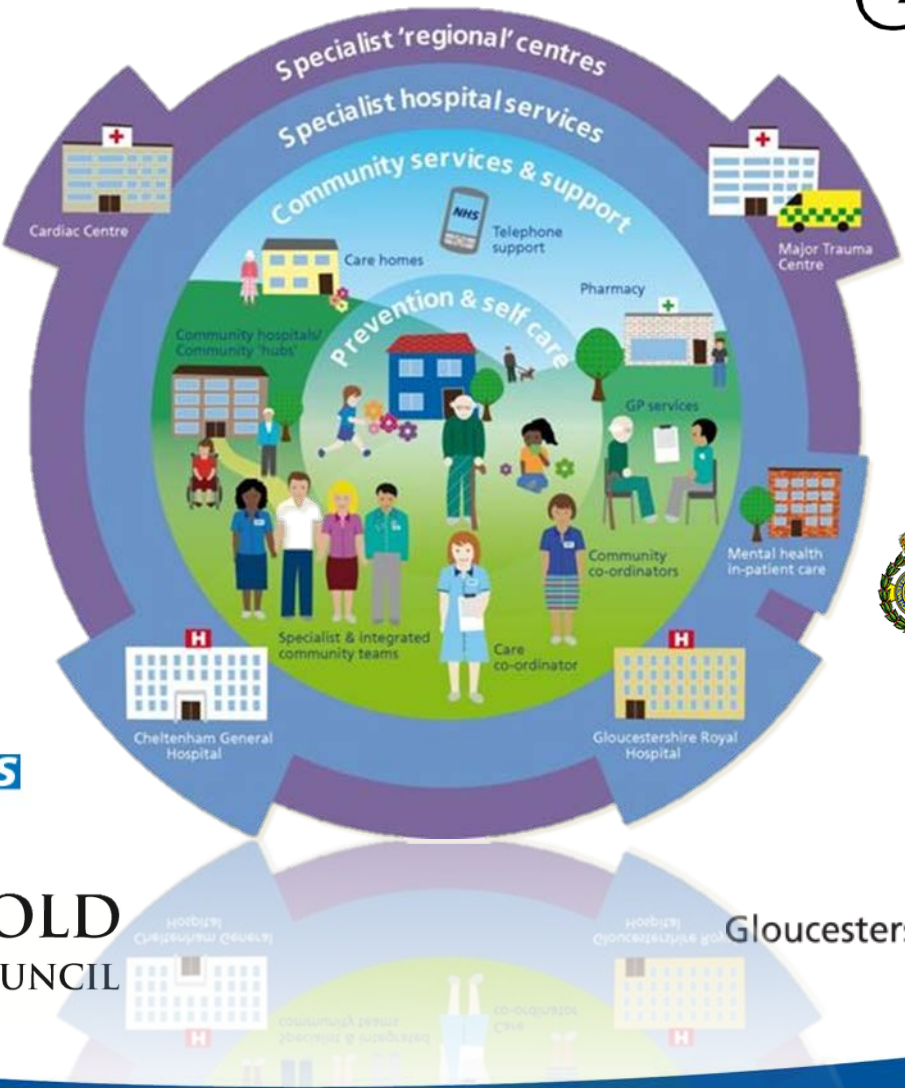 Specialist 'regional' centres
Specialist hospital services
Community services & support
NHS
Telephone
support
Cardiac Centre
Major Trauma
Centre
Care homes
Pharmacy
Prevention & self care
Community hospitals/
Community 'hubs'
GP services
Community
co-ordinators
Mental health
in-patient care
Specialist & integrated
community teams
Care
co-ordinator
H
H
Cheltenham General
Hospital
Gloucestershire Royal
Hospital
S
OLD
UNCIL
Gloucesters